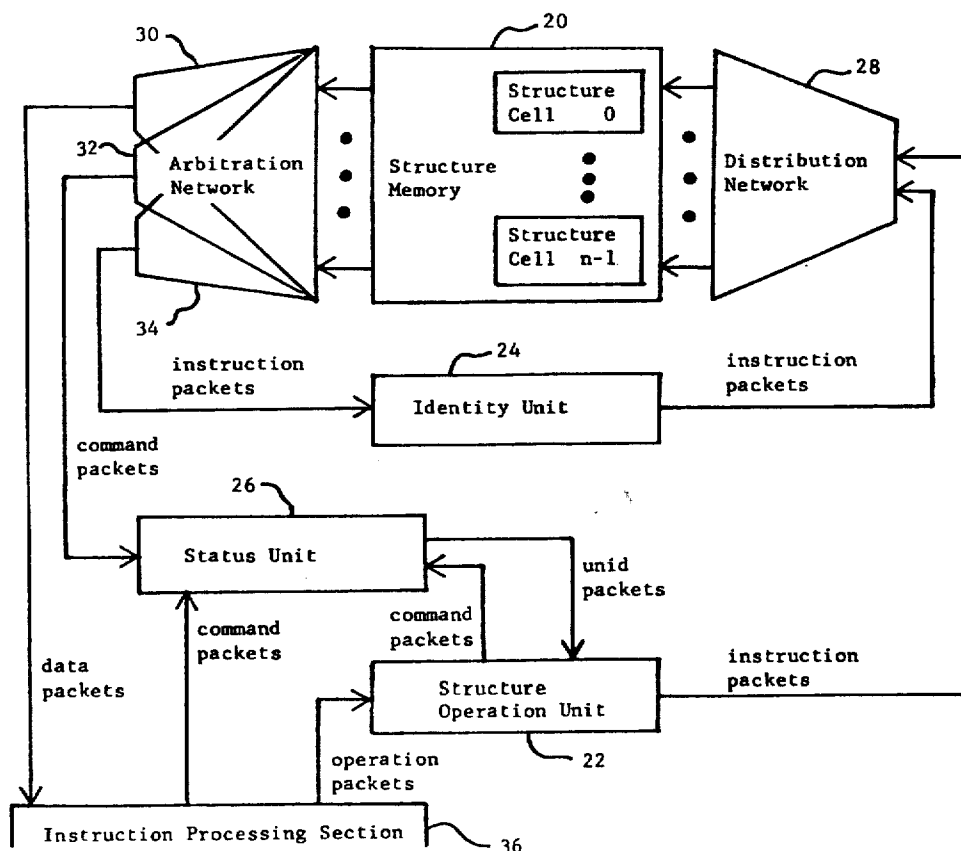 30
20
28
32
Arbitration
Network
Structure
Memory
Structure
Cell 0
Structure
Cell n-1
Distribution
Network
34
instruction
packets
24
Identity Unit
instruction
packets
command
packets
26
Status Unit
unid
packets
command
packets
command
packets
data
packets
Structure
Operation Unit
22
instruction
packets
operation
packets
Instruction Processing Section
36